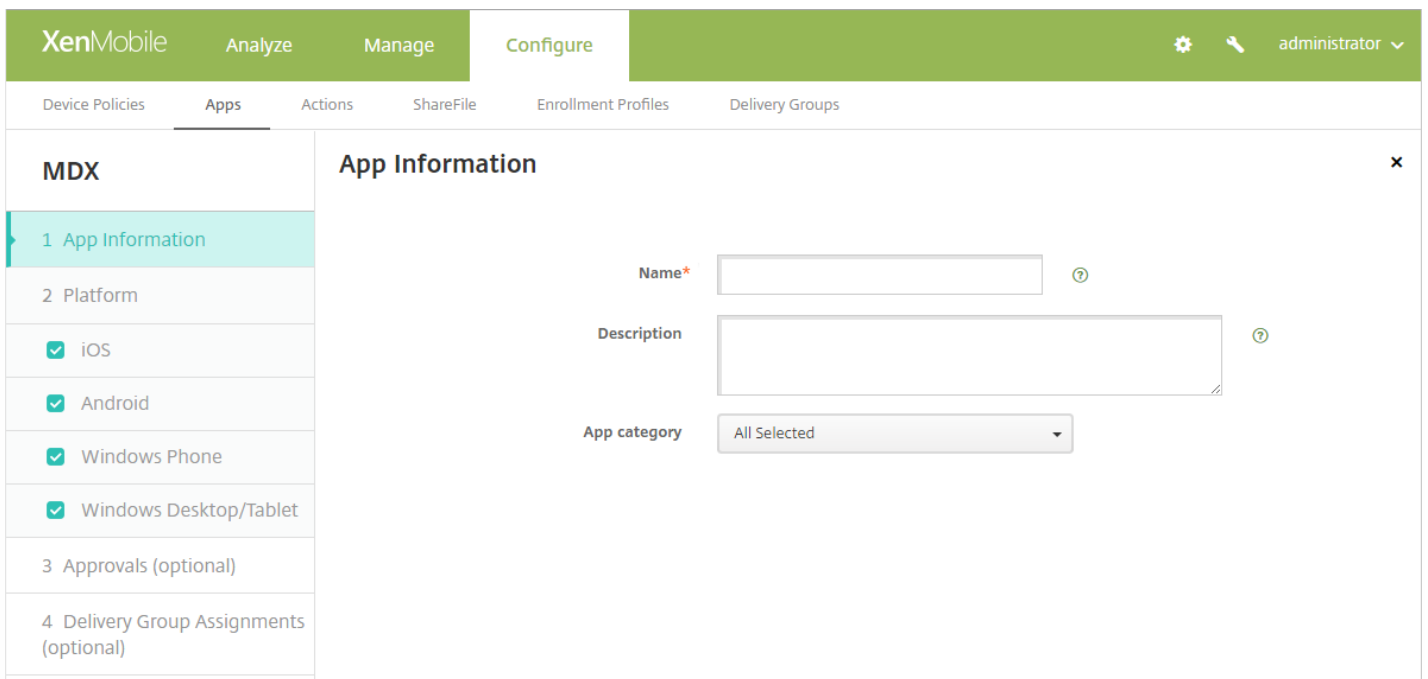 XenMobile Analyze Manage Configure administrator
Device Policies Apps Actions ShareFile Enrollment Profiles Delivery Groups
MDX
1 App Information
2 Platform
iOS
Android
Windows Phone
Windows Desktop/Tablet
3 Approvals (optional)
4 Delivery Group Assignments
(optional)
App Information
Name*
Description
App category
All Selected